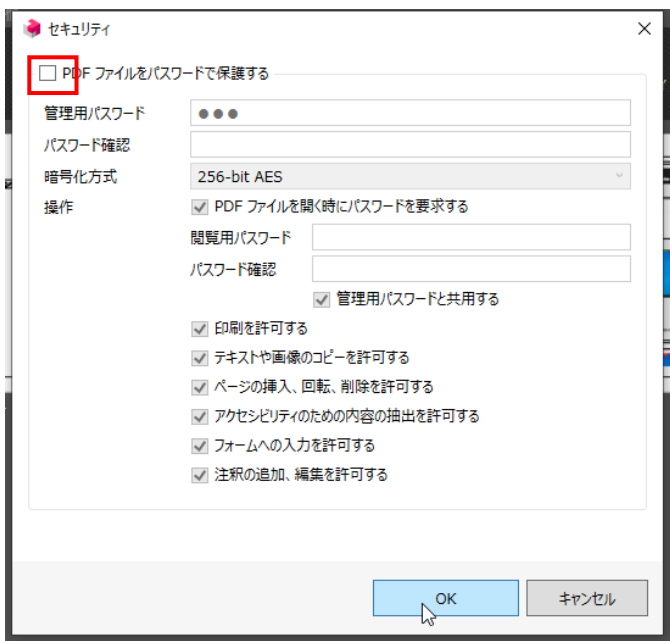 セキュリティ
PDF ファイルをパスワードで保護する
管理用パスワード
パスワード確認
暗号化方式 256-bit AES
操作 PDF ファイルを開く時にパスワードを要求する
閲覧用パスワード
パスワード確認
管理用パスワードと共用する
印刷を許可する
テキストや画像のコピーを許可する
ページの挿入、回転、削除を許可する
アクセシビリティのための内容の抽出を許可する
フォームへの入力を許可する
注釈の追加、編集を許可する
OK キャンセル